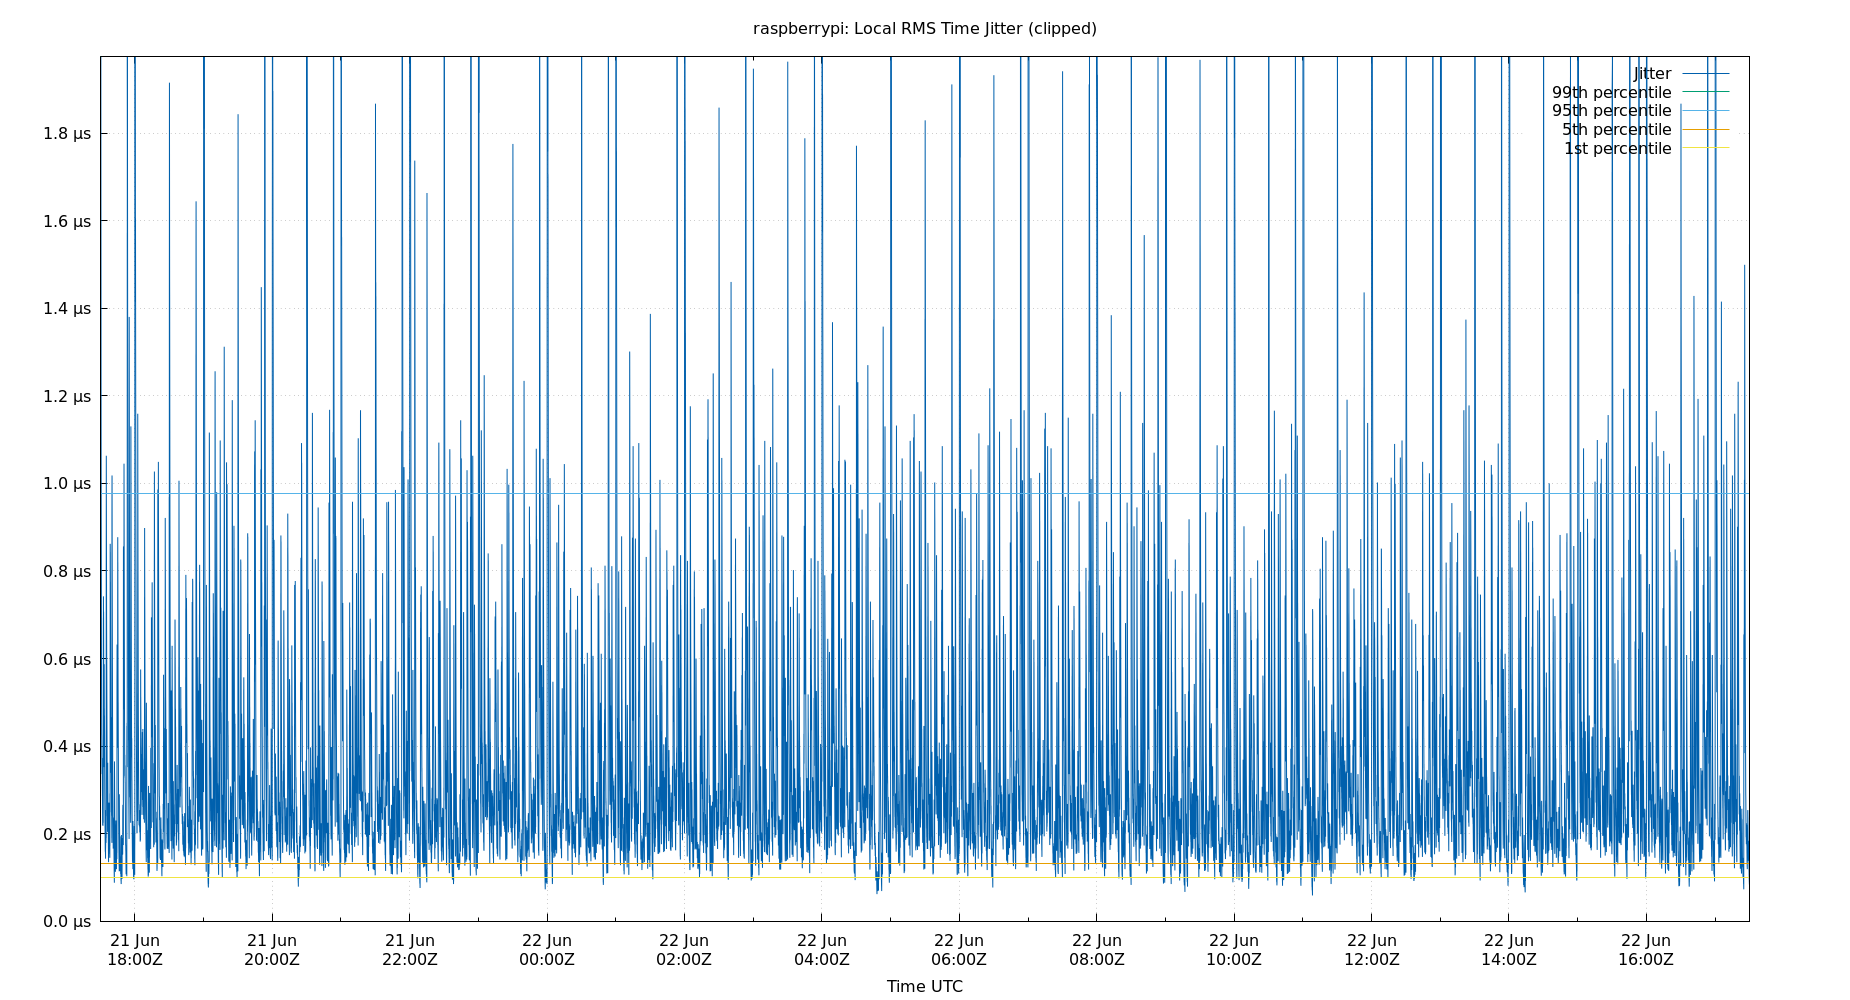 raspberrypi: Local RMS Time Jitter (clipped)
Jitter
99th percentile
95th percentile
5th percentile
1st percentile
1.8 μs
1.6 μs
1.4 μs
1.2 μs
1.0 μs
0.8 μs
0.6 μs
0.4 μs
0.2 μs
0.0 μs
21 Jun 21 Jun 21 Jun 22 Jun 22 Jun 22 Jun 22 Jun 22 Jun 22 Jun 22 Jun 22 Jun 22 Jun
18:00Z 20:00Z 22:00Z 00:00Z 02:00Z 04:00Z 06:00Z 08:00Z 10:00Z 12:00Z 14:00Z 16:00Z
Time UTC